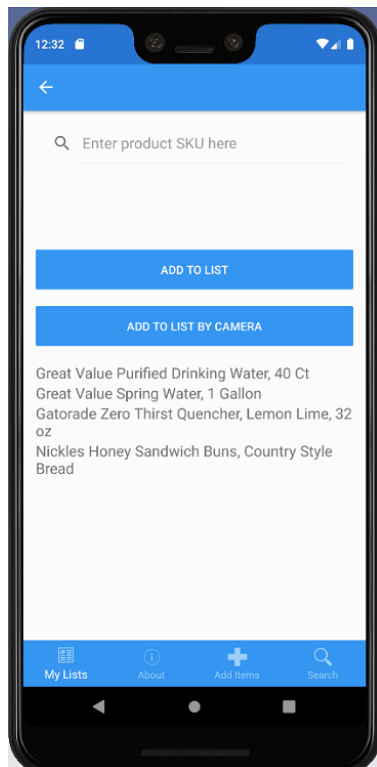 12:32
Enter product SKU here
ADD TO LIST
ADD TO LIST BY CAMERA
Great Value Purified Drinking Water, 40 Ct
Great Value Spring Water, 1 Gallon
Gatorade Zero Thirst Quencher, Lemon Lime, 32
oz
Nickles Honey Sandwich Buns, Country Style
Bread
My Lists
About
Add Items
Search